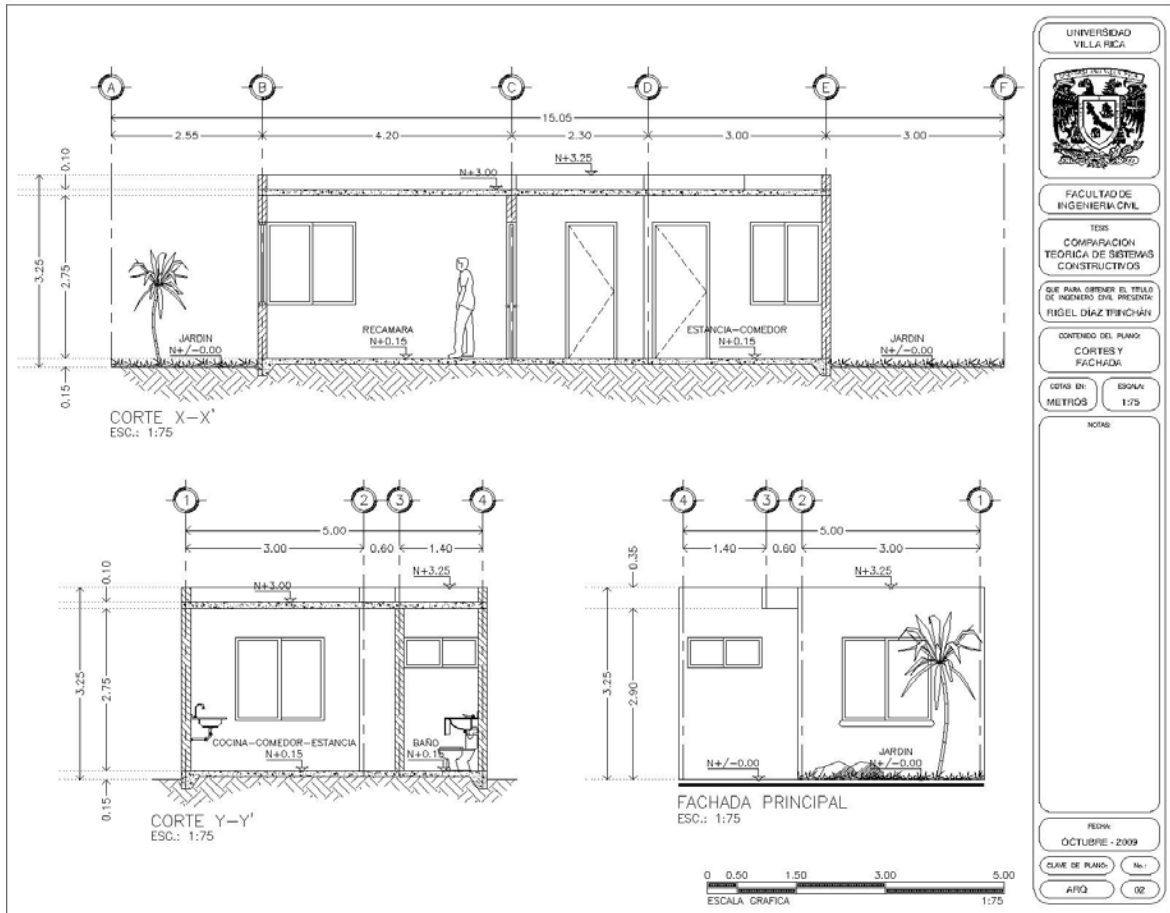 A B C D E F
15.05
2.55 4.20 2.30 3.00 3.00
N+3.25
N+3.00
0.10
3.25
2.75
0.15
JARDIN
N+/-0.00
RECAMARA
N+0.15
ESTANCIA-COMEDOR
N+0.15
JARDIN
N+/-0.00
CORTE X-X'
ESC.: 1:75
1 2 3 4
5.00
3.00 0.60 1.40
N+3.25
N+3.00
0.10
3.25
2.75
0.15
COCINA-COMEDOR-ESTANCIA
N+0.15
BAÑO
N+0.15
CORTE Y-Y'
ESC.: 1:75
4 3 2 1
5.00
1.40 0.60 3.00
0.35
N+3.25
3.25
2.90
JARDIN
N+/-0.00
N+/-0.00
FACHADA PRINCIPAL
ESC.: 1:75
0 0.50 1.50 3.00 5.00
ESCALA GRAFICA 1:75
UNIVERSIDAD
VILLA RICA
FACULTAD DE
INGENIERIA CIVIL
TESIS
COMPARACION
TEÓRICA DE SISTEMAS
CONSTRUCTIVOS
QUE PARA OBTENER EL TITULO
DE INGENIERO CIVIL PRESENTA:
RIGEL DÍAZ TRINCHÁN
CONTENIDO DEL PLANO:
CORTES Y
FACHADA
COTAS EN:
METROS
ESCALA:
1:75
NOTAS:
FECHA:
OCTUBRE - 2009
CLAVE DE PLANO:
No.:
ARQ
02